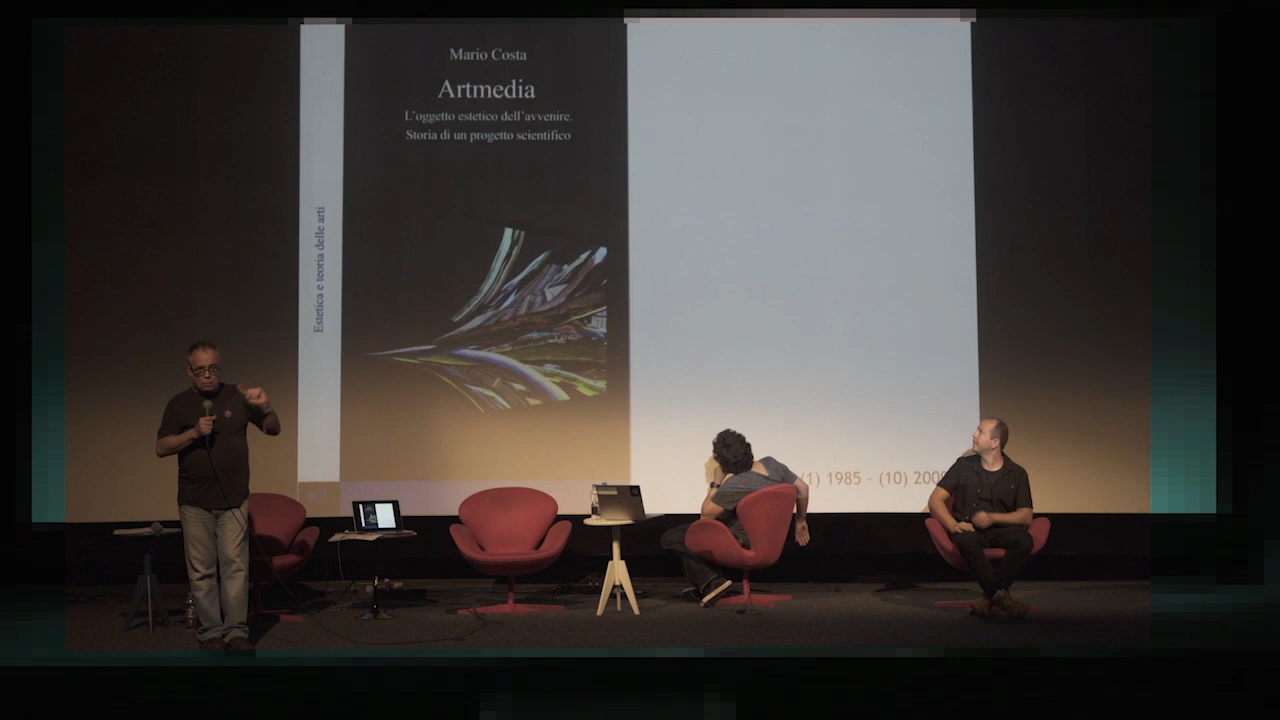 Mario Costa
Artmedia
L'oggetto estetico dell'avvenire.
Storia di un progetto scientifico
Estetica e teoria delle arti
(1) 1985 - (10)